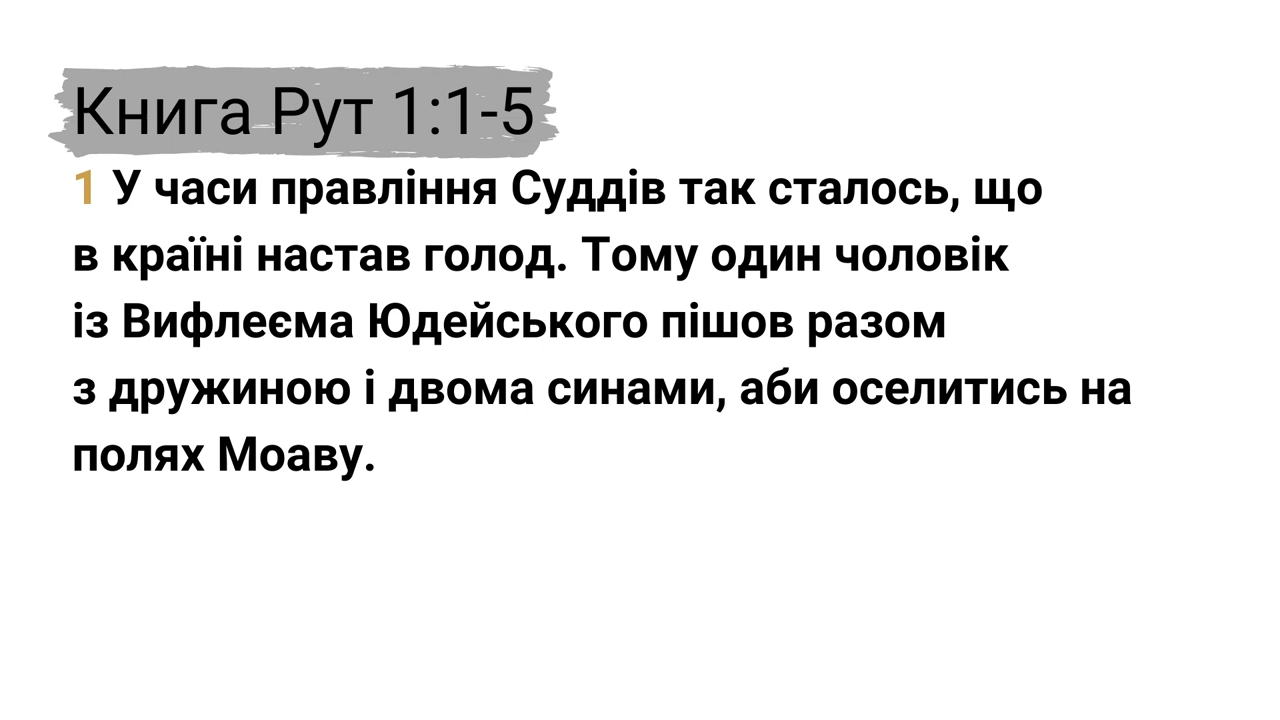 Книга Рут 1:1-5
1 У часи правління Суддів так сталось, що
в країні настав голод. Тому один чоловік
із Вифлеєма Юдейського пішов разом
з дружиною і двома синами, аби оселитись на
полях Моаву.